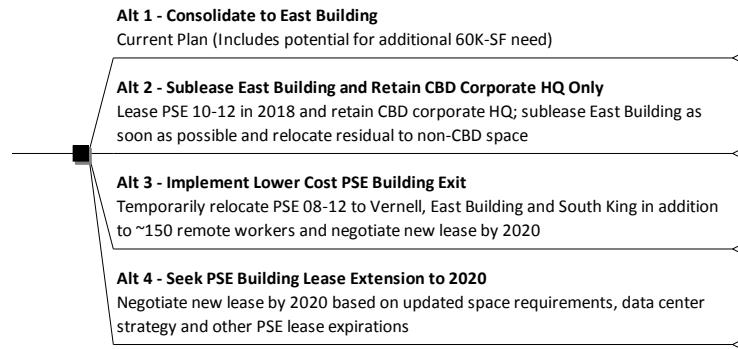 Alt 1 - Consolidate to East Building
Current Plan (Includes potential for additional 60K-SF need)
Alt 2 - Sublease East Building and Retain CBD Corporate HQ Only
Lease PSE 10-12 in 2018 and retain CBD corporate HQ; sublease East Building as
soon as possible and relocate residual to non-CBD space
Alt 3 - Implement Lower Cost PSE Building Exit
Temporarily relocate PSE 08-12 to Vernell, East Building and South King in addition
to ~150 remote workers and negotiate new lease by 2020
Alt 4 - Seek PSE Building Lease Extension to 2020
Negotiate new lease by 2020 based on updated space requirements, data center
strategy and other PSE lease expirations